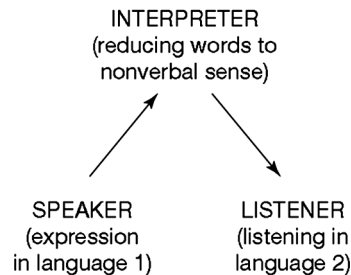 INTERPRETER
(reducing words to
nonverbal sense)
SPEAKER
(expression
in language 1)
LISTENER
(listening in
language 2)